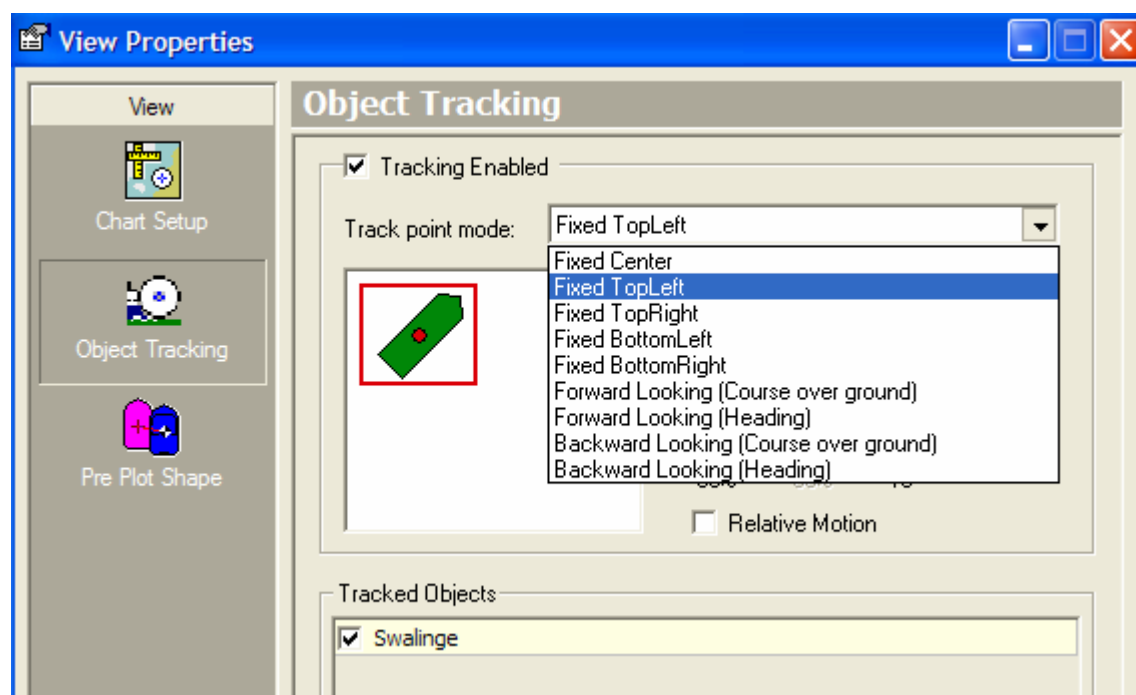 View Properties
View
Object Tracking
Chart Setup
Object Tracking
Pre Plot Shape
Tracking Enabled
Track point mode:
Fixed TopLeft
Fixed Center
Fixed TopLeft
Fixed TopRight
Fixed BottomLeft
Fixed BottomRight
Forward Looking (Course over ground)
Forward Looking (Heading)
Backward Looking (Course over ground)
Backward Looking (Heading)
Relative Motion
Tracked Objects
Swalinge